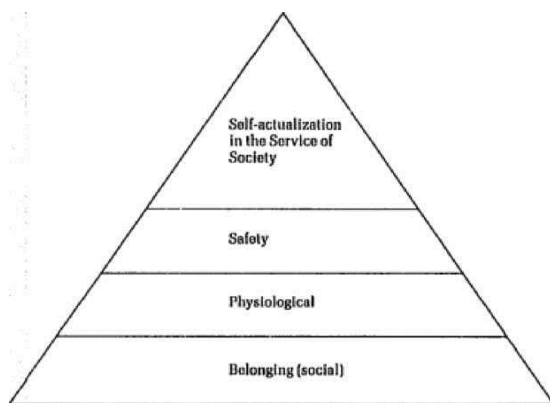 Self-actualization
in the Service of
Society
Safety
Physiological
Belonging (social)